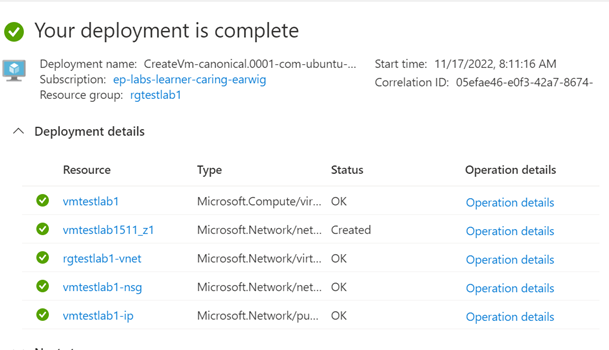 Your deployment is complete
Deployment name: CreateVm-canonical.0001-com-ubuntu-... Start time: 11/17/2022, 8:11:16 AM
Subscription: ep-labs-learner-caring-earwig Correlation ID: 05efae46-e0f3-42a7-8674-
Resource group: rgtestlab1
Deployment details
Resource Type Status Operation details
vmtestlab1 Microsoft.Compute/vir... OK Operation details
vmtestlab1511_z1 Microsoft.Network/net... Created Operation details
rgtestlab1-vnet Microsoft.Network/virt... OK Operation details
vmtestlab1-nsg Microsoft.Network/net... OK Operation details
vmtestlab1-ip Microsoft.Network/pu... OK Operation details